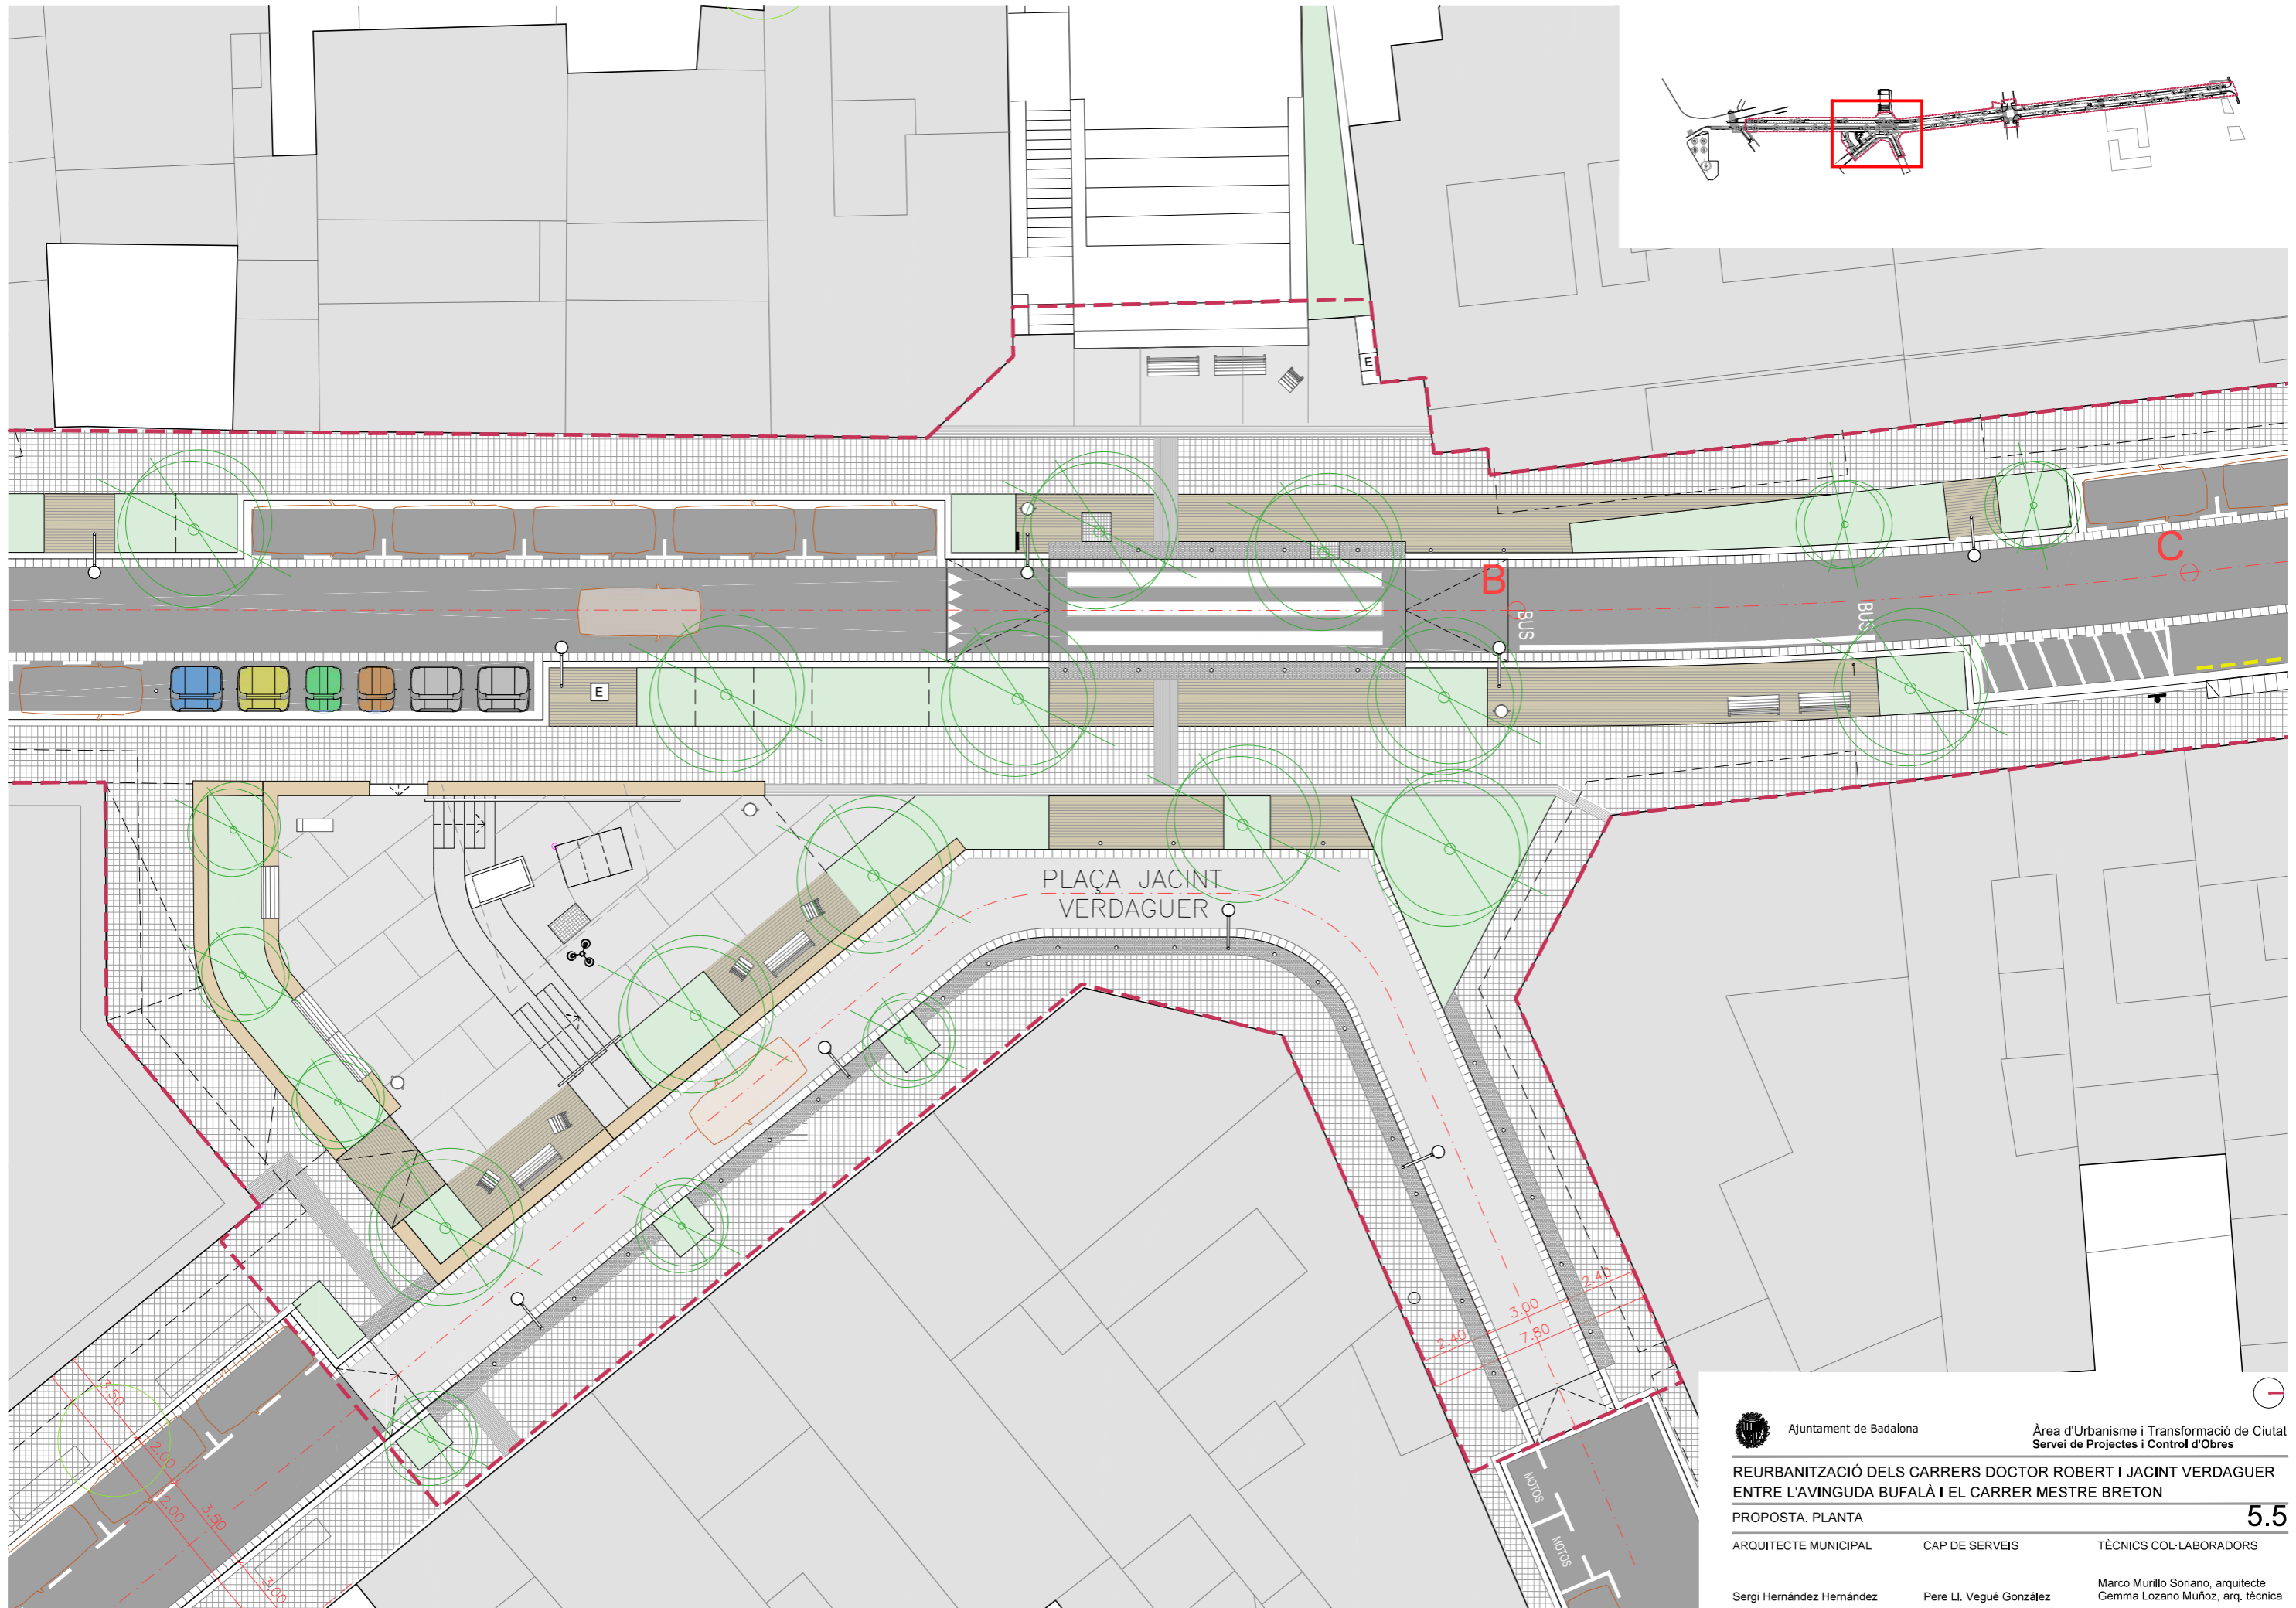 E
C
B
BUS
BUS
E
PLAÇA JACINT
VERDAGUER
2.40
3.00
2.40
7.80
3.50
2.00
2.00
3.50
3.00
MOTOS
MOTOS
Ajuntament de Badalona
Àrea d'Urbanisme i Transformació de Ciutat
Servei de Projectes i Control d'Obres
REURBANITZACIÓ DELS CARRERS DOCTOR ROBERT I JACINT VERDAGUER
ENTRE L'AVINGUDA BUFALÀ I EL CARRER MESTRE BRETON
PROPOSTA. PLANTA
5.5
ARQUITECTE MUNICIPAL
CAP DE SERVEIS
TÈCNICS COL·LABORADORS
Sergi Hernández Hernández
Pere Ll. Vegué González
Marco Murillo Soriano, arquitecte
Gemma Lozano Muñoz, arq. tècnica